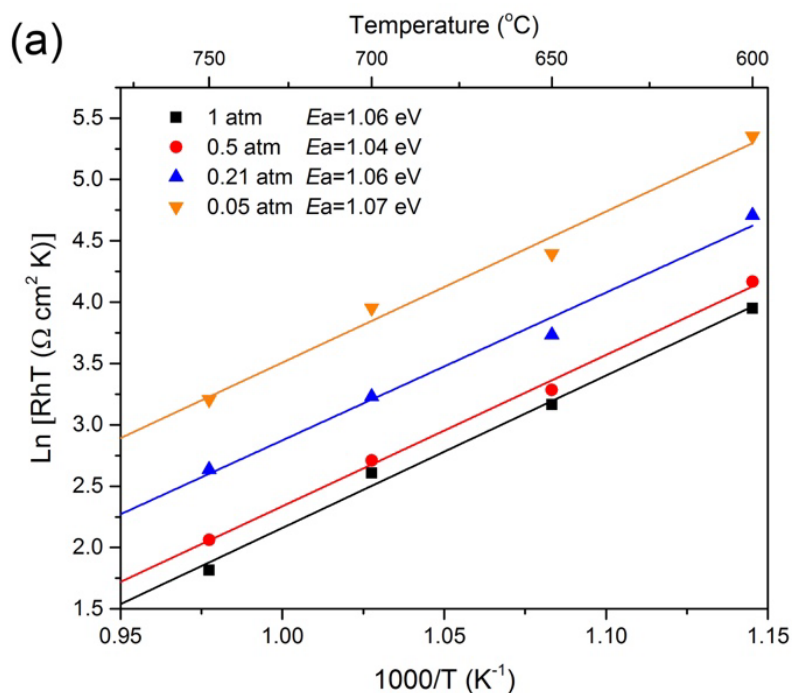 (a)
Temperature (°C)
750 700 650 600
1 atm Ea=1.06 eV
0.5 atm Ea=1.04 eV
0.21 atm Ea=1.06 eV
0.05 atm Ea=1.07 eV
Ln [RhT (Ω cm² K)]
5.5
5.0
4.5
4.0
3.5
3.0
2.5
2.0
1.5
0.95 1.00 1.05 1.10 1.15
1000/T (K⁻¹)